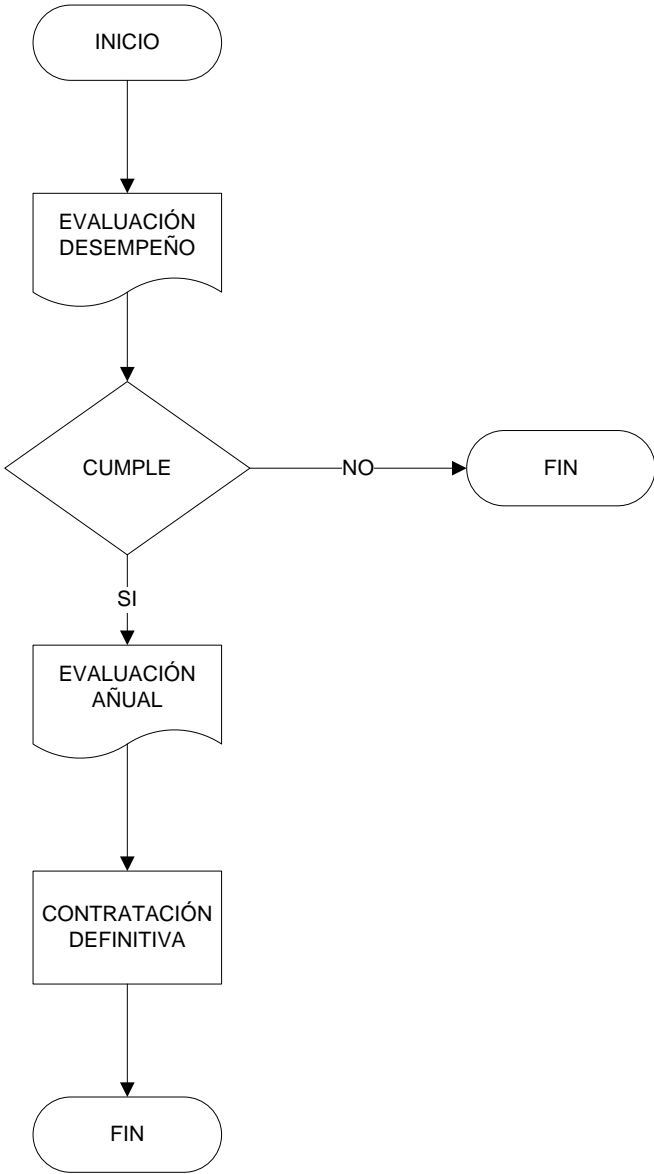 INICIO
EVALUACIÓN
DESEMPEÑO
CUMPLE
NO
FIN
SI
EVALUACIÓN
AÑUAL
CONTRATACIÓN
DEFINITIVA
FIN